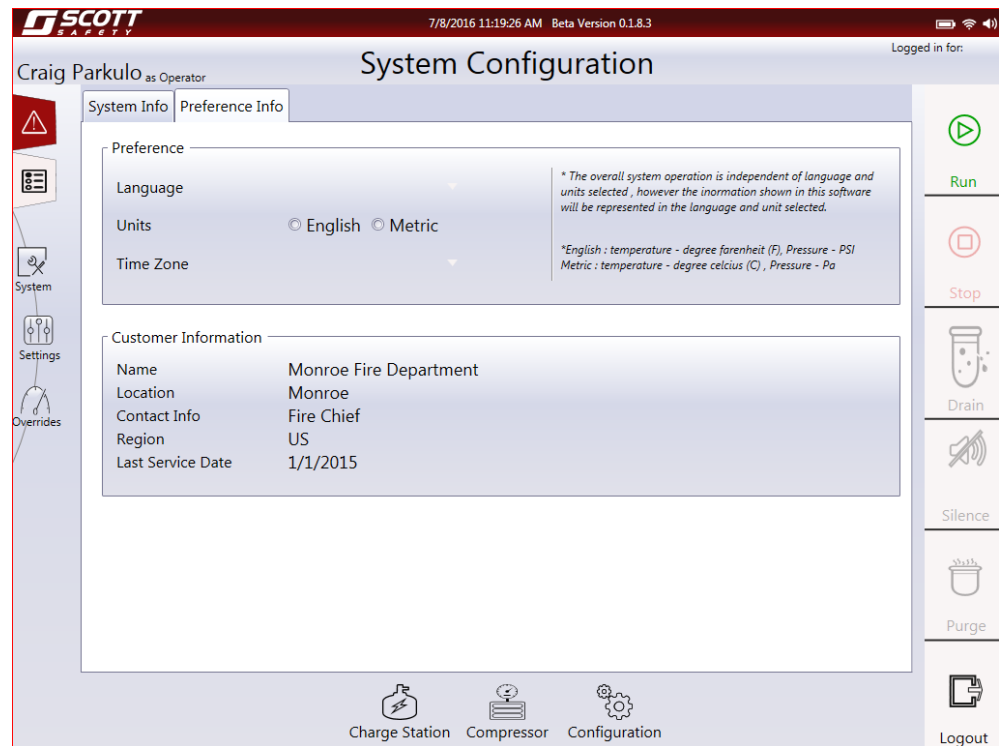 SCOTT
SAFETY
7/8/2016 11:19:26 AM Beta Version 0.1.8.3
Craig Parkulo as Operator
System Configuration
Logged in for:
System Info
Preference Info
Preference
Language
Units
English
Metric
Time Zone
* The overall system operation is independent of language and
units selected , however the inormation shown in this software
will be represented in the language and unit selected.
*English : temperature - degree farenheit (F), Pressure - PSI
Metric : temperature - degree celcius (C) , Pressure - Pa
Customer Information
Name Monroe Fire Department
Location Monroe
Contact Info Fire Chief
Region US
Last Service Date 1/1/2015
System
Settings
Overrides
Run
Stop
Drain
Silence
Purge
Logout
Charge Station
Compressor
Configuration